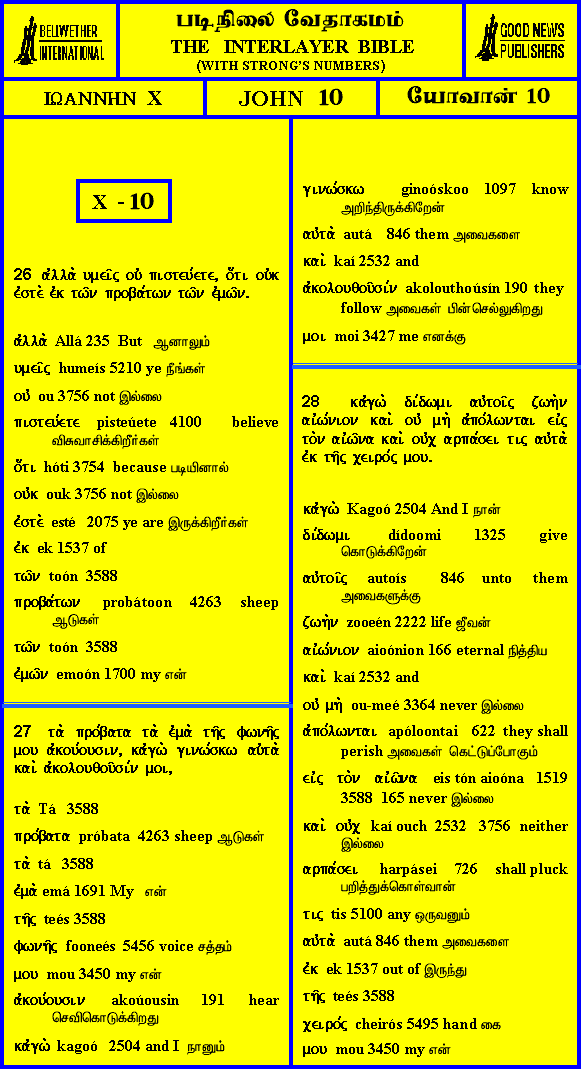 BELLWETHER
INTERNATIONAL
படிநிலை வேதாகமம்
THE INTERLAYER BIBLE
(WITH STRONG'S NUMBERS)
GOOD NEWS
PUBLISHERS
ΙΩΑΝΝΗΝ X
JOHN 10
யோவான் 10
X - 10
26 ἀλλὰ υμεῖς οὐ πιστεύετε, ὅτι οὐκ
ἐστὲ ἐκ τῶν προβάτων τῶν ἐμῶν.
ἀλλὰ Allá 235 But ஆனாலும்
υμεῖς humeís 5210 ye நீங்கள்
οὐ ou 3756 not இல்லை
πιστεύετε pisteúete 4100 believe
விசுவாசிக்கிறீர்கள்
ὅτι hóti 3754 because படியினால்
οὐκ ouk 3756 not இல்லை
ἐστὲ esté 2075 ye are இருக்கிறீர்கள்
ἐκ ek 1537 of
τῶν toón 3588
προβάτων probátoon 4263 sheep
ஆடுகள்
τῶν toón 3588
ἐμῶν emoón 1700 my என்
27 τὰ πρόβατα τὰ ἐμὰ τῆς φωνῆς
μου ἀκούουσιν, κἀγὼ γινώσκω αὐτὰ
καὶ ἀκολουθοῦσίν μοι,
τὰ Tá 3588
πρόβατα próbata 4263 sheep ஆடுகள்
τὰ tá 3588
ἐμὰ emá 1691 My என்
τῆς teés 3588
φωνῆς fooneés 5456 voice சத்தம்
μου mou 3450 my என்
ἀκούουσιν akoúousin 191 hear
செவிகொடுக்கிறது
κἀγὼ kagoó 2504 and I நானும்
γινώσκω ginoóskoo 1097 know
அறிந்திருக்கிறேன்
αὐτὰ autá 846 them அவைகளை
καὶ kaí 2532 and
ἀκολουθοῦσίν akolouthoúsín 190 they
follow அவைகள் பின்செல்லுகிறது
μοι moi 3427 me எனக்கு
28 κἀγὼ δίδωμι αὐτοῖς ζωὴν
αἰώνιον καὶ οὐ μὴ ἀπόλωνται εἰς
τὸν αἰῶνα καὶ οὐχ αρπάσει τις αὐτὰ
ἐκ τῆς χειρός μου.
κἀγὼ Kagoó 2504 And I நான்
δίδωμι dídoomi 1325 give
கொடுக்கிறேன்
αὐτοῖς autoís 846 unto them
அவைகளுக்கு
ζωὴν zooeén 2222 life ஜீவன்
αἰώνιον aioónion 166 eternal நித்திய
καὶ kaí 2532 and
οὐ μὴ ou-meé 3364 never இல்லை
ἀπόλωνται apóloontai 622 they shall
perish அவைகள் கெட்டுப்போகும்
εἰς τὸν αἰῶνα eis tón aioóna 1519
3588 165 never இல்லை
καὶ οὐχ kaí ouch 2532 3756 neither
இல்லை
αρπάσει harpásei 726 shall pluck
பறித்துக்கொள்வான்
τις tis 5100 any ஒருவனும்
αὐτὰ autá 846 them அவைகளை
ἐκ ek 1537 out of இருந்து
τῆς teés 3588
χειρός cheirós 5495 hand கை
μου mou 3450 my என்